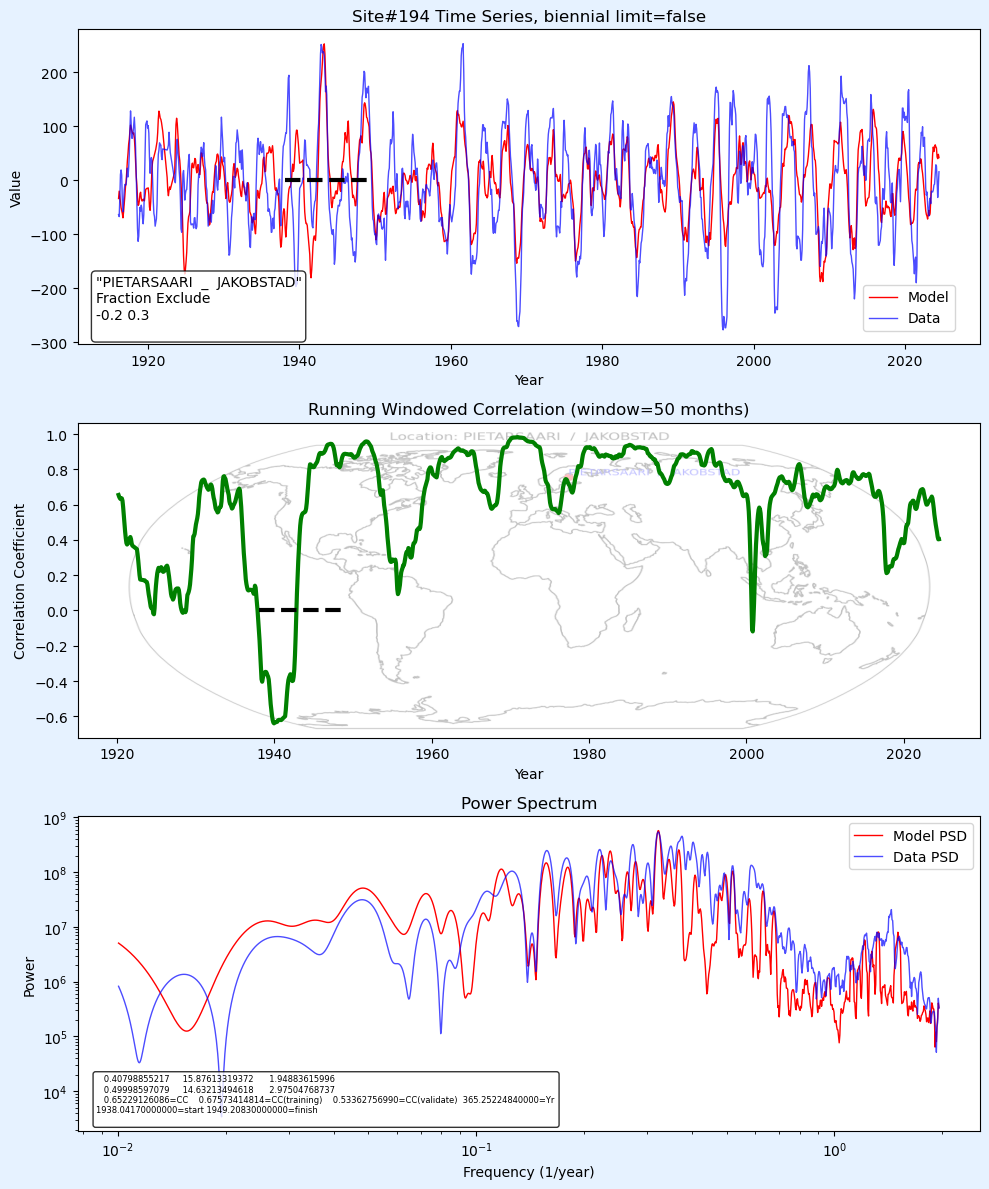 Site#194 Time Series, biennial limit=false
200
100
0
−100
−200
−300
Value
"PIETARSAARI _ JAKOBSTAD"
Fraction Exclude
-0.2 0.3
Model
Data
1920
1940
1960
1980
2000
2020
Year
Running Windowed Correlation (window=50 months)
Location: PIETARSAARI / JAKOBSTAD
1.0
0.8
0.6
0.4
0.2
0.0
−0.2
−0.4
−0.6
Correlation Coefficient
1920
1940
1960
1980
2000
2020
Year
Power Spectrum
Model PSD
Data PSD
10⁹
10⁸
10⁷
10⁶
10⁵
10⁴
Power
0.40798855217 15.87613319372 1.94883615996
0.49998597079 14.63213494618 2.97504768737
0.65229126086=CC 0.67573414814=CC(training) 0.53362756990=CC(validate) 365.25224840000=Yr
1938.04170000000=start 1949.20830000000=finish
10⁻²
10⁻¹
10⁰
Frequency (1/year)